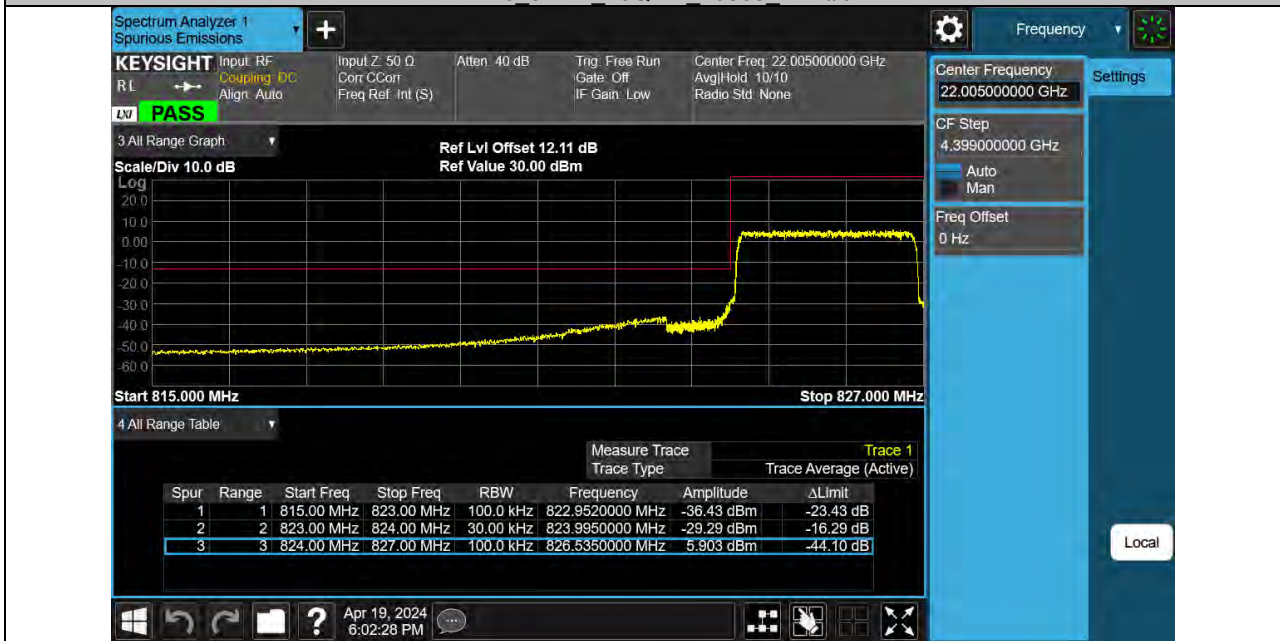 Spectrum Analyzer 1
Spurious Emissions
+
Frequency
KEYSIGHT
RL
LXI PASS
Input: RF
Coupling: DC
Align: Auto
Input Z: 50 Ω
Corr CCorr
Freq Ref: Int (S)
Atten: 40 dB
Trig: Free Run
Gate: Off
IF Gain: Low
Center Freq: 22.005000000 GHz
Avg|Hold: 10/10
Radio Std: None
Center Frequency
22.005000000 GHz
Settings
CF Step
4.399000000 GHz
Auto
Man
Freq Offset
0 Hz
Local
3 All Range Graph
Scale/Div 10.0 dB
Ref Lvl Offset 12.11 dB
Ref Value 30.00 dBm
Log
20.0
10.0
0.00
-10.0
-20.0
-30.0
-40.0
-50.0
-60.0
Start 815.000 MHz
Stop 827.000 MHz
4 All Range Table
Measure Trace Trace 1
Trace Type Trace Average (Active)
Spur Range Start Freq Stop Freq RBW Frequency Amplitude ΔLimit
1 1 815.00 MHz 823.00 MHz 100.0 kHz 822.9520000 MHz -36.43 dBm -23.43 dB
2 2 823.00 MHz 824.00 MHz 30.00 kHz 823.9950000 MHz -29.29 dBm -16.29 dB
3 3 824.00 MHz 827.00 MHz 100.0 kHz 826.5350000 MHz 5.903 dBm -44.10 dB
?
Apr 19, 2024
6:02:28 PM